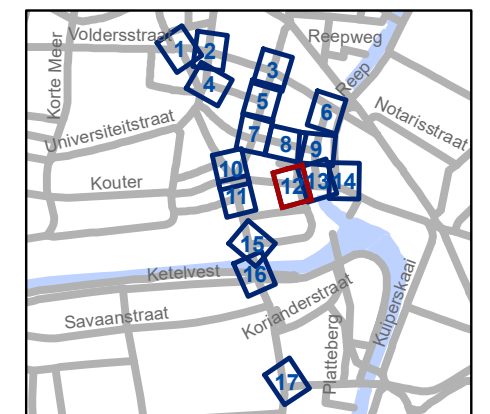 Voldersstraat
Reepweg
Korte Meer
1
2
3
Reep
4
5
6
Notarisstraat
Universiteitstraat
7
8
9
10
Kouter
11
12
13
14
15
Ketelvest
16
Savaanstraat
Korianderstraat
Kuiperskaai
Platteberg
17